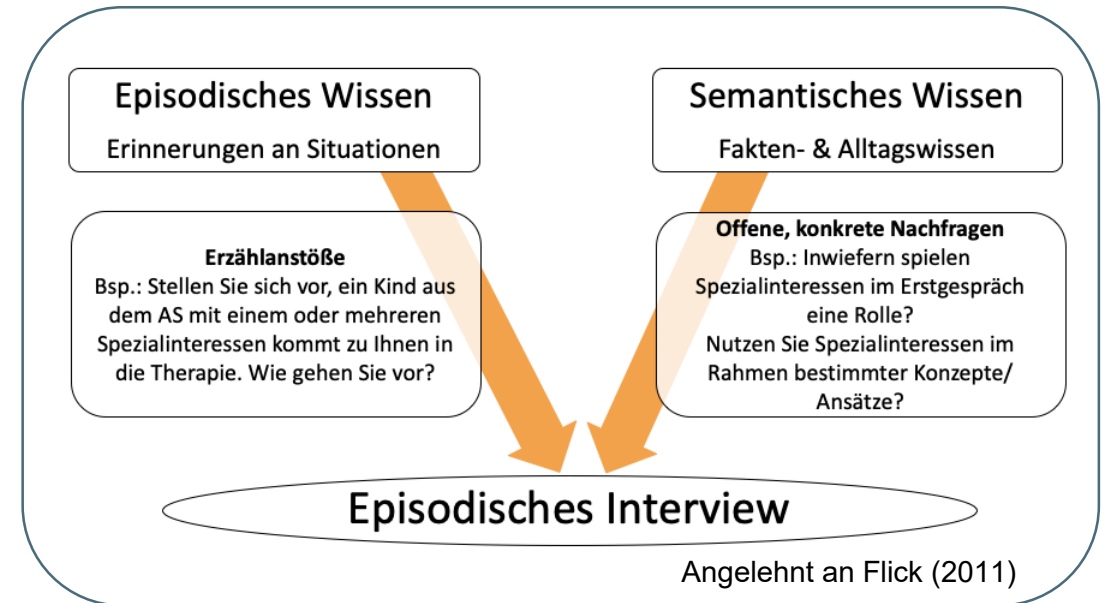 Episodisches Wissen
Erinnerungen an Situationen
Erzählanstöße
Bsp.: Stellen Sie sich vor, ein Kind aus
dem AS mit einem oder mehreren
Spezialinteressen kommt zu Ihnen in
die Therapie. Wie gehen Sie vor?
Semantisches Wissen
Fakten- & Alltagswissen
Offene, konkrete Nachfragen
Bsp.: Inwiefern spielen
Spezialinteressen im Erstgespräch
eine Rolle?
Nutzen Sie Spezialinteressen im
Rahmen bestimmter Konzepte/
Ansätze?
Episodisches Interview
Angelehnt an Flick (2011)